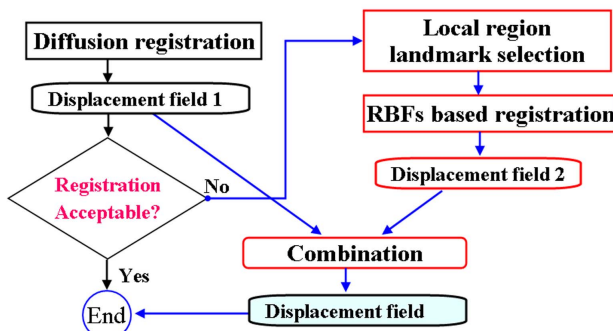 Diffusion registration
Displacement field 1
Registration
Acceptable?
No
Yes
End
Local region
landmark selection
RBFs based registration
Displacement field 2
Combination
Displacement field